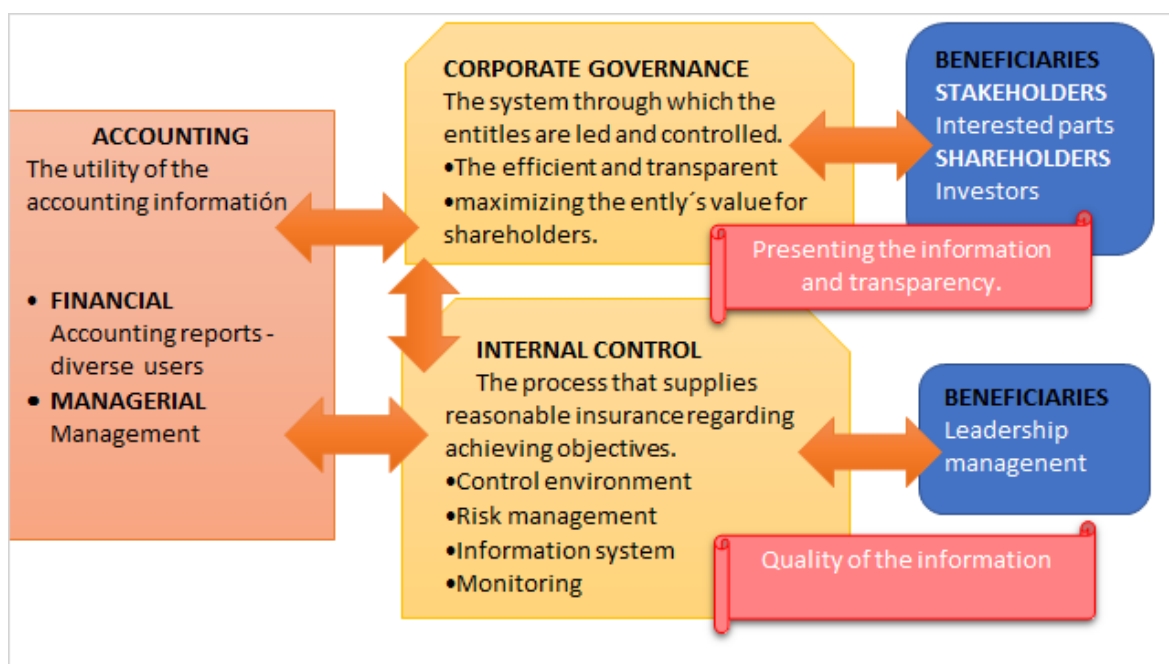 ACCOUNTING
The utility of the
accounting informatión
• FINANCIAL
Accounting reports -
diverse users
• MANAGERIAL
Management
CORPORATE GOVERNANCE
The system through which the
entitles are led and controlled.
•The efficient and transparent
•maximizing the ently´s value for
shareholders.
BENEFICIARIES
STAKEHOLDERS
Interested parts
SHAREHOLDERS
Investors
Presenting the information
and transparency.
INTERNAL CONTROL
The process that supplies
reasonable insurance regarding
achieving objectives.
•Control environment
•Risk management
•Information system
•Monitoring
BENEFICIARIES
Leadership
managenent
Quality of the information